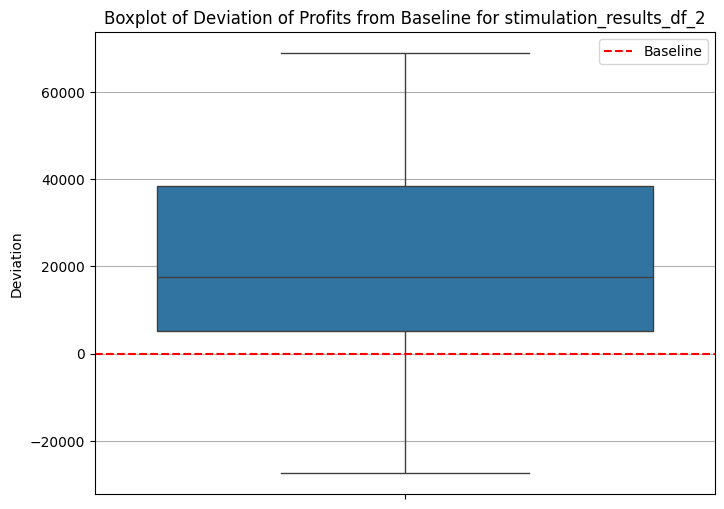 Boxplot of Deviation of Profits from Baseline for stimulation_results_df_2
Baseline
60000
40000
20000
0
−20000
Deviation